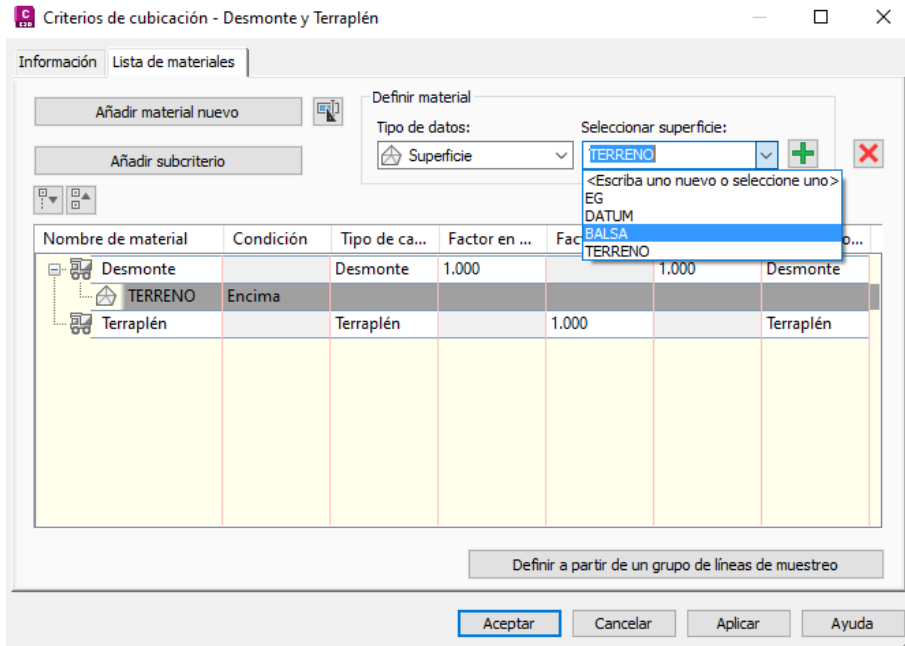 Criterios de cubicación - Desmonte y Terraplén
Información Lista de materiales
Definir material
Añadir material nuevo
Tipo de datos: Seleccionar superficie:
Superficie TERRENO
Añadir subcriterio
<Escriba uno nuevo o seleccione uno>
EG
DATUM
BALSA
TERRENO
Nombre de material Condición Tipo de ca... Factor en ...
Desmonte Desmonte 1.000 1.000 Desmonte
TERRENO Encima
Terraplén Terraplén 1.000 Terraplén
Definir a partir de un grupo de líneas de muestreo
Aceptar Cancelar Aplicar Ayuda